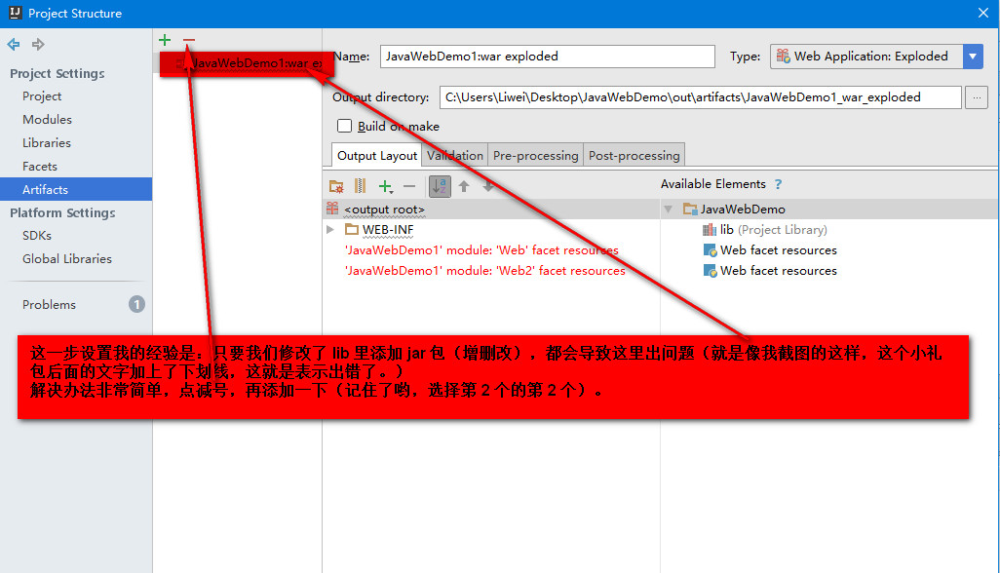 Project Structure
Project Settings
Project
Modules
Libraries
Facets
Artifacts
Platform Settings
SDKs
Global Libraries
Problems
1
JavaWebDemo1:war ex
Name:
JavaWebDemo1:war exploded
Type:
Web Application: Exploded
Output directory:
C:\Users\Liwei\Desktop\JavaWebDemo\out\artifacts\JavaWebDemo1_war_exploded
...
Build on make
Output Layout
Validation
Pre-processing
Post-processing
Available Elements ?
<output root>
WEB-INF
'JavaWebDemo1' module: 'Web' facet resources
'JavaWebDemo1' module: 'Web2' facet resources
JavaWebDemo
lib (Project Library)
Web facet resources
Web facet resources
这一步设置我的经验是：只要我们修改了 lib 里添加 jar 包（增删改），都会导致这里出问题（就是像我截图的这样，这个小礼
包后面的文字加上了下划线，这就是表示出错了。）
解决办法非常简单，点减号，再添加一下（记住了哟，选择第 2 个的第 2 个）。